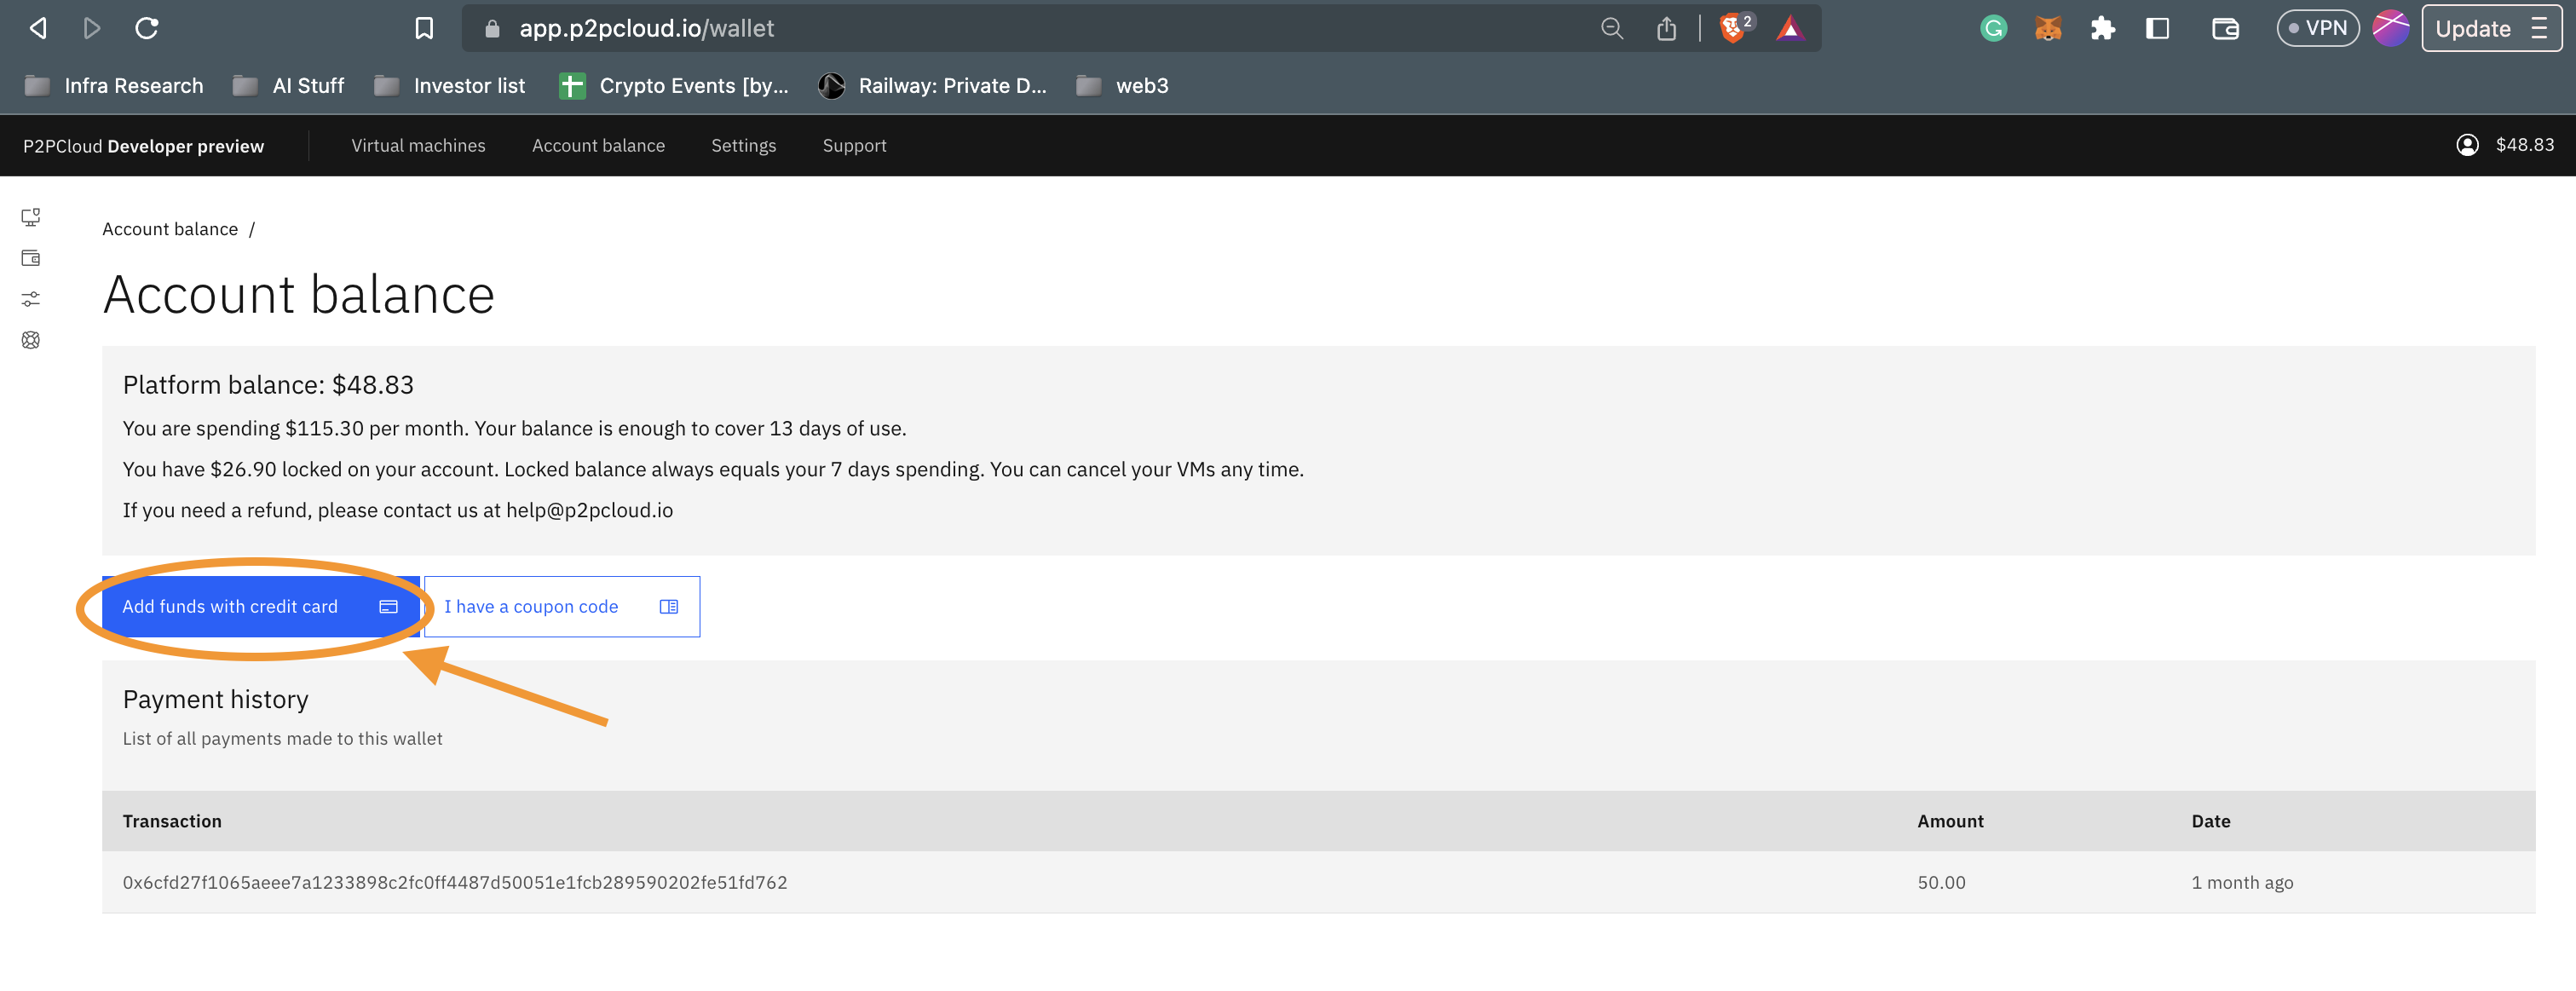 app.p2pcloud.io/wallet
2
VPN
Update
Infra Research
AI Stuff
Investor list
Crypto Events [by...
Railway: Private D...
web3
P2PCloud Developer preview
Virtual machines
Account balance
Settings
Support
$48.83
Account balance /
Account balance
Platform balance: $48.83
You are spending $115.30 per month. Your balance is enough to cover 13 days of use.
You have $26.90 locked on your account. Locked balance always equals your 7 days spending. You can cancel your VMs any time.
If you need a refund, please contact us at help@p2pcloud.io
Add funds with credit card
I have a coupon code
Payment history
List of all payments made to this wallet
Transaction Amount Date
0x6cfd27f1065aeee7a1233898c2fc0ff4487d50051e1fcb289590202fe51fd762 50.00 1 month ago